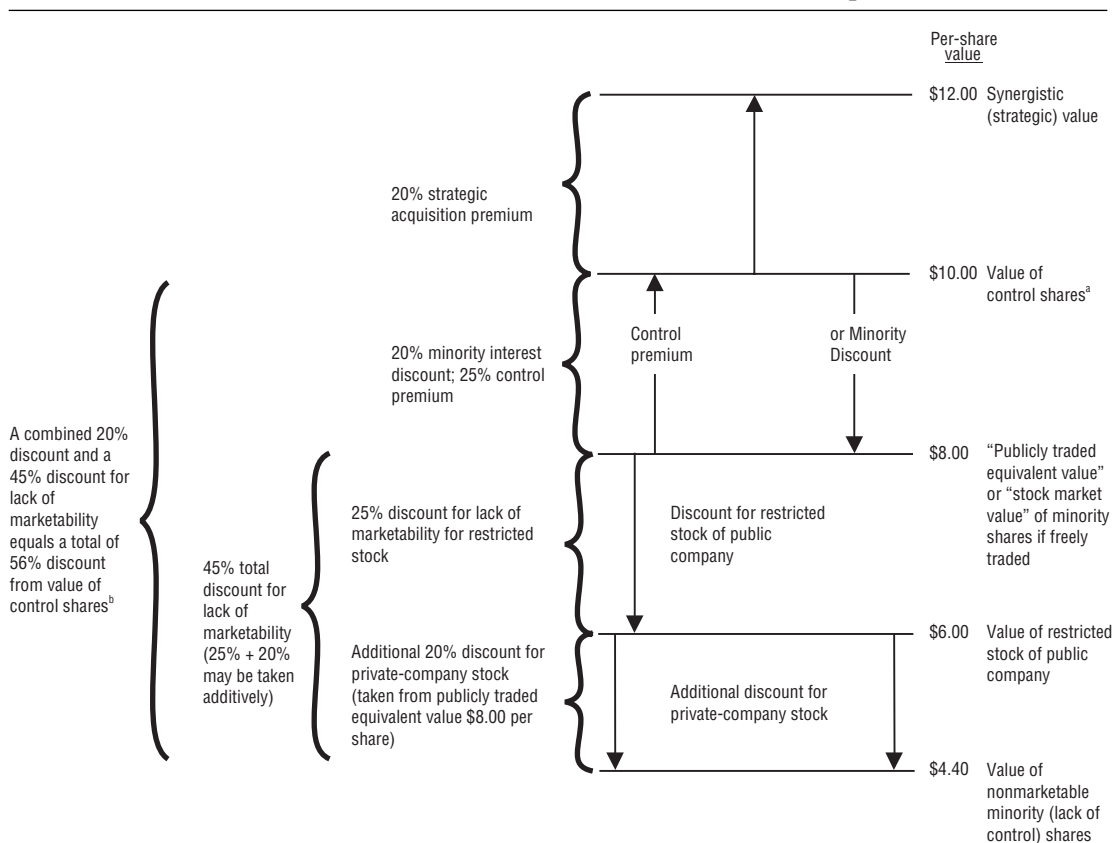 Per-share
value
$12.00 Synergistic
(strategic) value
20% strategic
acquisition premium
$10.00 Value of
control sharesᵃ
Control
premium
or Minority
Discount
20% minority interest
discount; 25% control
premium
$8.00 “Publicly traded
equivalent value”
or “stock market
value” of minority
shares if freely
traded
A combined 20%
discount and a
45% discount for
lack of
marketability
equals a total of
56% discount
from value of
control sharesᵇ
25% discount for lack of
marketability for restricted
stock
Discount for restricted
stock of public
company
45% total
discount for
lack of
marketability
(25% + 20%
may be taken
additively)
$6.00 Value of restricted
stock of public
company
Additional 20% discount for
private-company stock
(taken from publicly traded
equivalent value $8.00 per
share)
Additional discount for
private-company stock
$4.40 Value of
nonmarketable
minority (lack of
control) shares